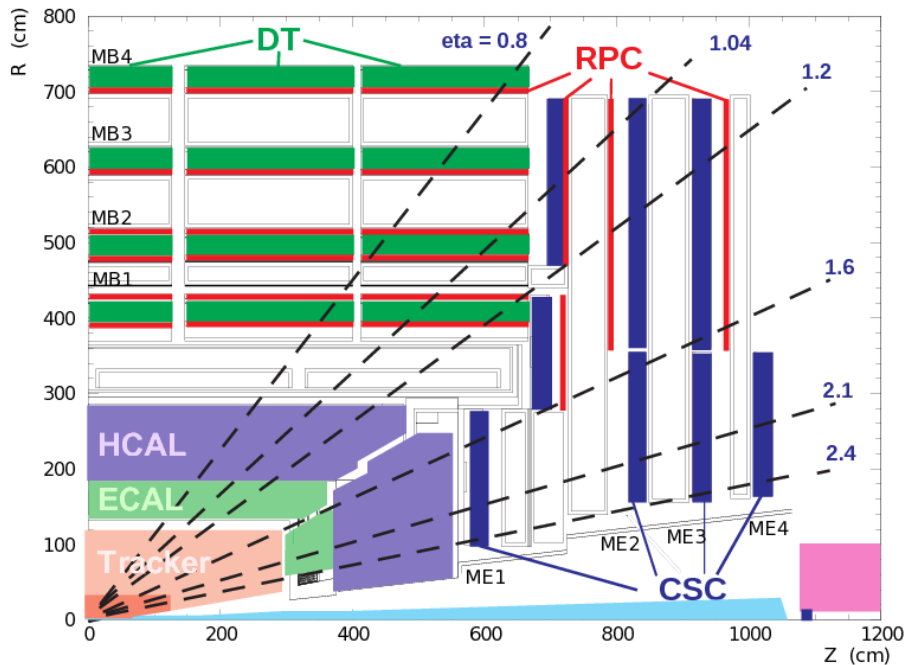 800
R (cm)
MB4
DT
eta = 0.8
1.04
RPC
1.2
700
MB3
600
MB2
500
MB1
1.6
400
300
2.1
HCAL
2.4
200
ECAL
ME2
ME3
ME4
100
Tracker
ME1
CSC
0
0
200
400
600
800
1000
1200
Z (cm)